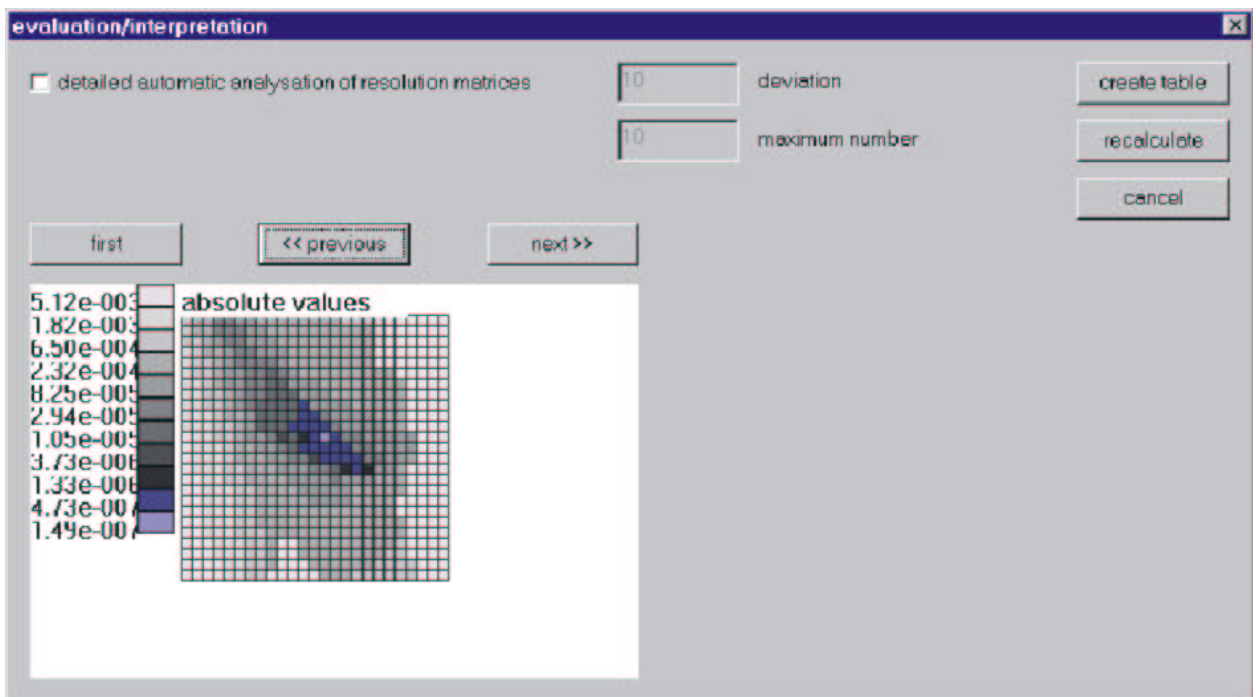 evaluation/interpretation
detailed automatic analysation of resolution matrices
10 deviation
create table
10 maximum number
recalculate
cancel
first
<< previous
next >>
absolute values
5.12e-003
1.82e-003
6.50e-004
2.32e-004
8.25e-005
2.94e-005
1.05e-005
3.73e-006
1.33e-006
4.73e-007
1.49e-007